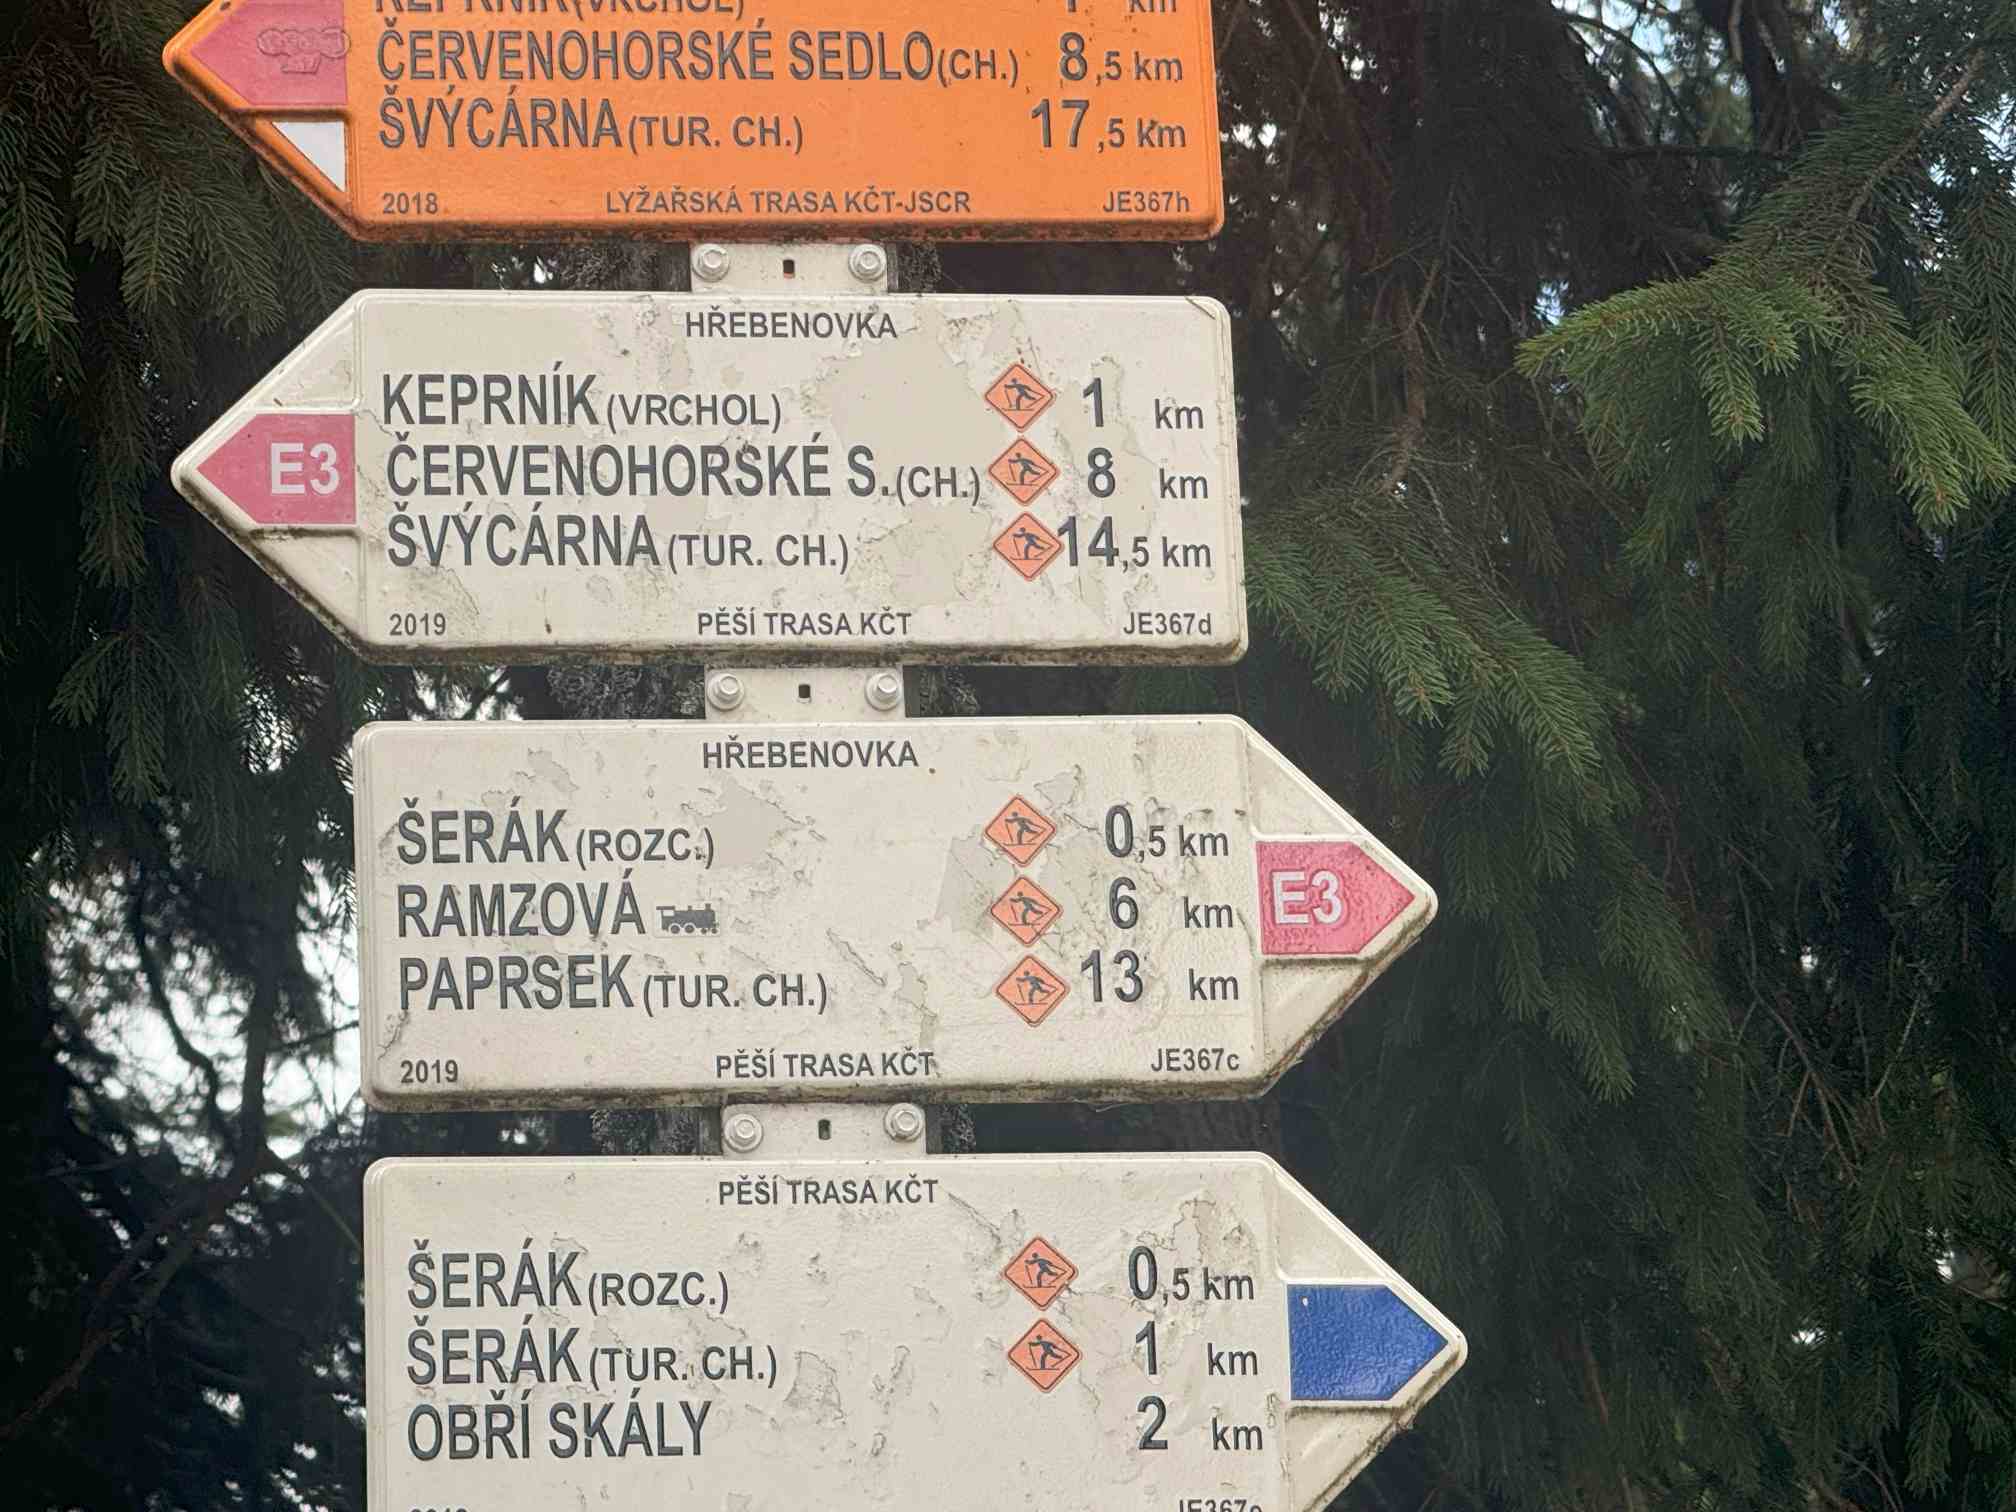 KEPRNÍK(VRCHOL) 1 km
ČERVENOHORSKÉ SEDLO(CH.) 8,5 km
ŠVÝCÁRNA(TUR. CH.) 17,5 km
2018 LYŽAŘSKÁ TRASA KČT-JSCR JE367h
HŘEBENOVKA
KEPRNÍK(VRCHOL) 1 km
E3 ČERVENOHORSKÉ S.(CH.) 8 km
ŠVÝCÁRNA(TUR. CH.) 14,5 km
2019 PĚŠÍ TRASA KČT JE367d
HŘEBENOVKA
ŠERÁK(ROZC.) 0,5 km
RAMZOVÁ 6 km E3
PAPRSEK(TUR. CH.) 13 km
2019 PĚŠÍ TRASA KČT JE367c
PĚŠÍ TRASA KČT
ŠERÁK(ROZC.) 0,5 km
ŠERÁK(TUR. CH.) 1 km
OBŘÍ SKÁLY 2 km